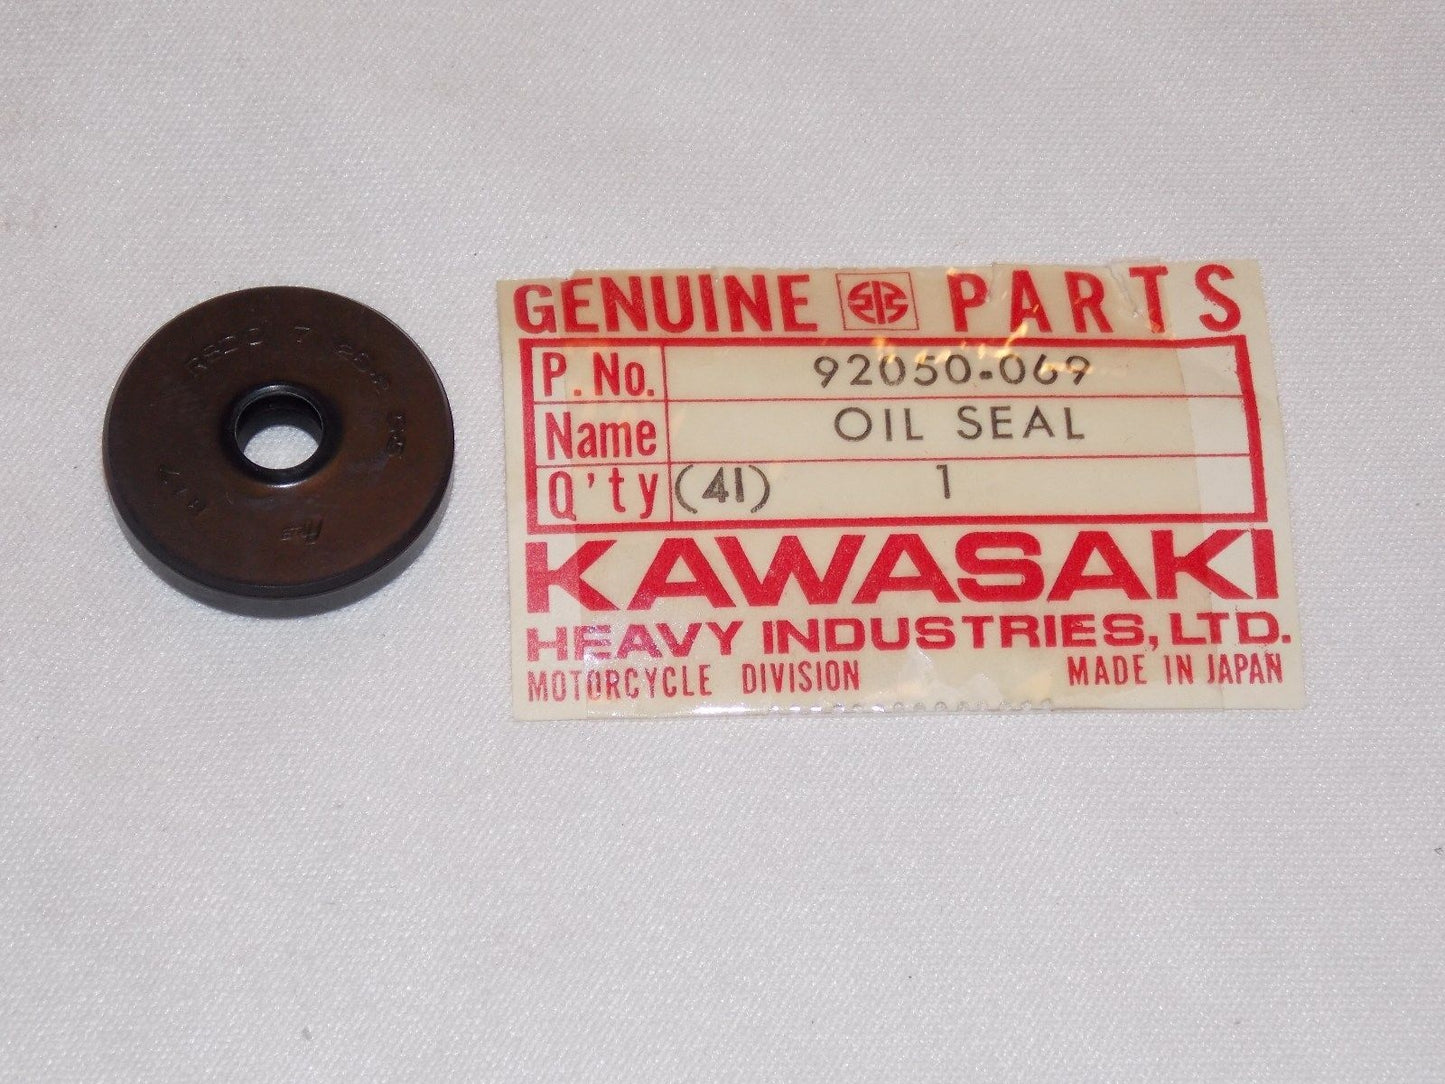 GENUINE PARTS
P. No. 92050-069
Name OIL SEAL
Q'ty (41) 1
KAWASAKI
HEAVY INDUSTRIES, LTD.
MOTORCYCLE DIVISION MADE IN JAPAN
7